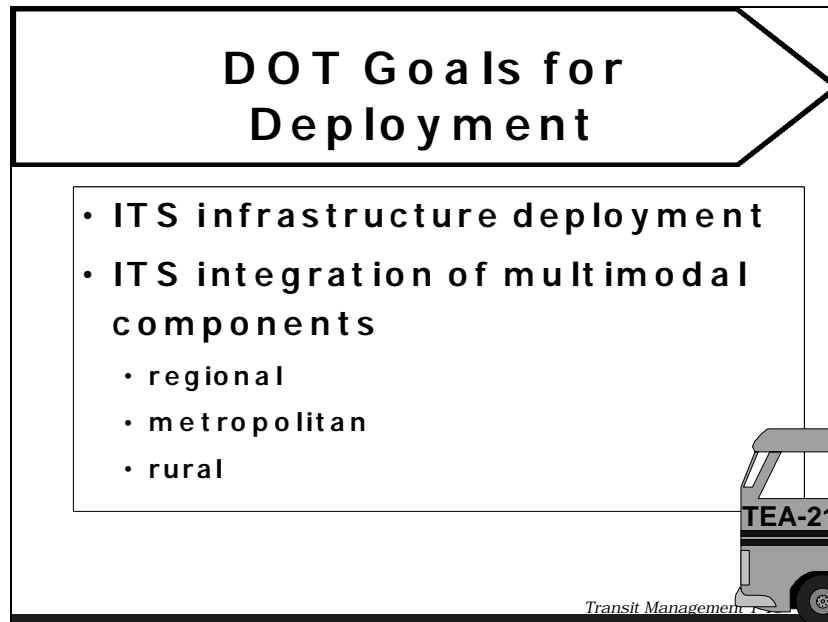 DOT Goals for
Deployment
• ITS infrastructure deployment
• ITS integration of multimodal
components
• regional
• metropolitan
• rural
TEA-21
Transit Management